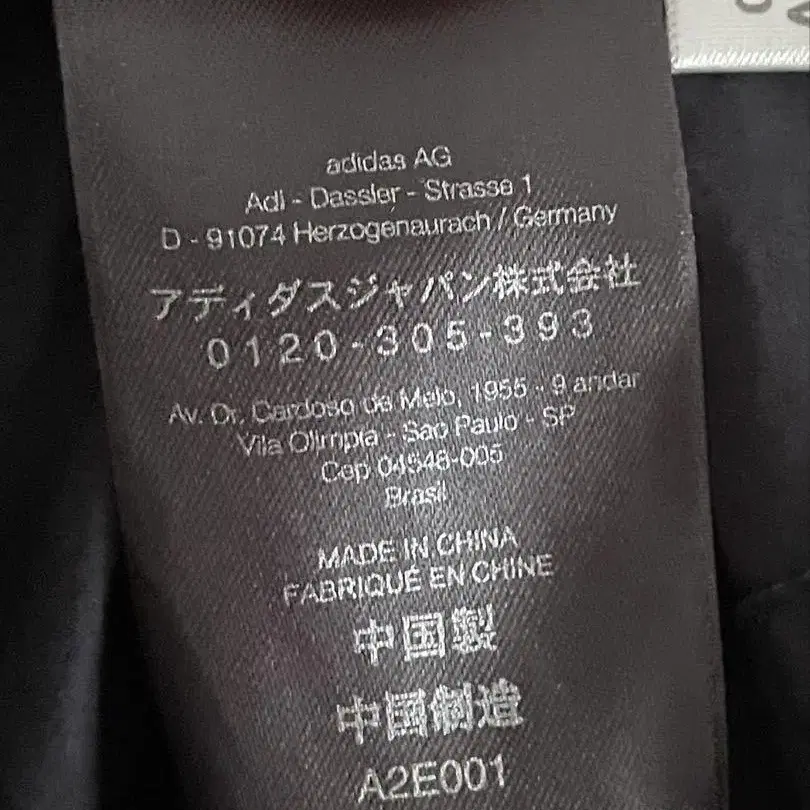 adidas AG
Adi - Dassler - Strasse 1
D - 91074 Herzogenaurach / Germany
アディダスジャパン株式会社
0120-305-393
Av. Dr. Cardoso de Melo, 1955 - 9 andar
Vila Olimpia - Sao Paulo - SP
Cep 04548-005
Brasil
MADE IN CHINA
FABRIQUÉ EN CHINE
中国製
中国制造
A2E001